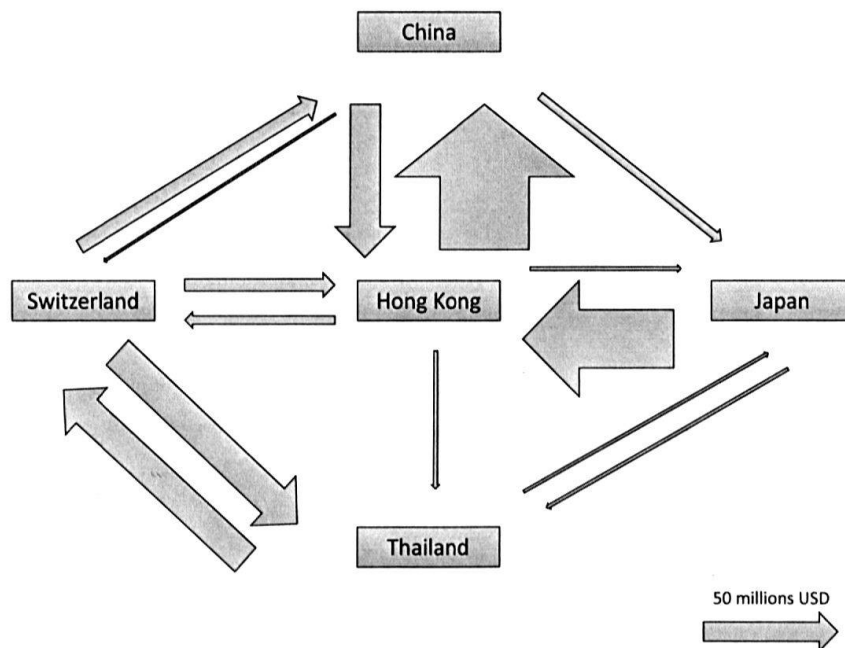 China
Switzerland
Hong Kong
Japan
Thailand
50 millions USD